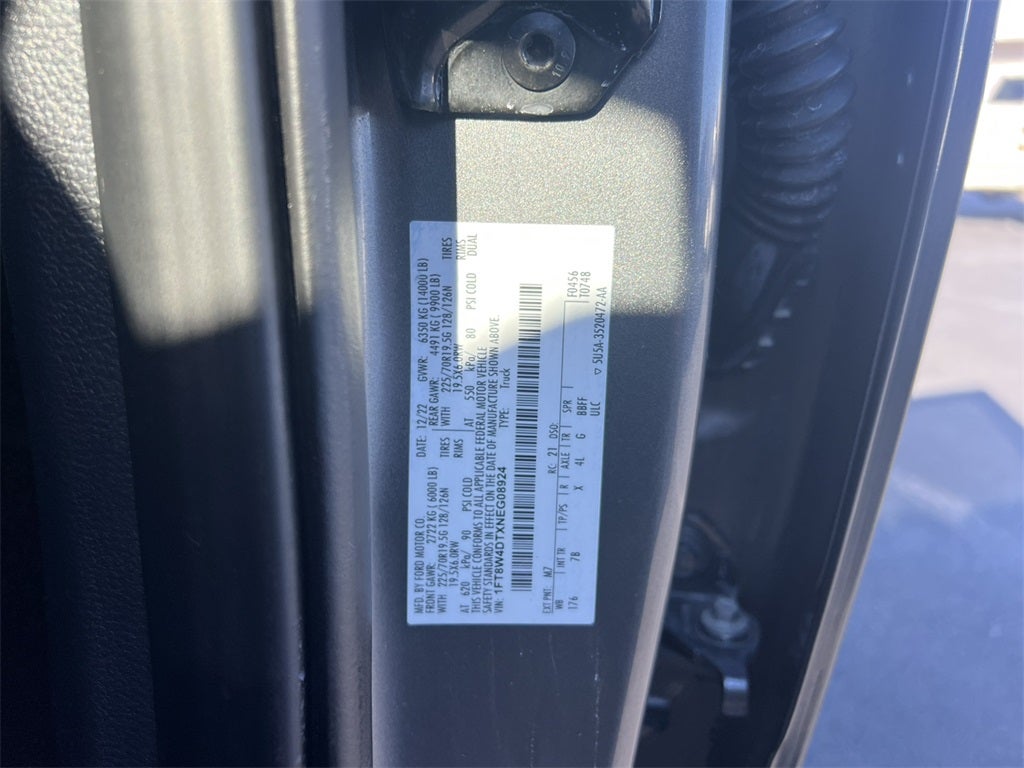 MFD. BY FORD MOTOR CO. DATE: 12/22 GVWR: 6350 KG (14000 LB)
FRONT GAWR: 2722 KG (6000 LB) REAR GAWR: 4491 KG (9900 LB)
WITH 225/70R19.5G 128/126N TIRES WITH 225/70R19.5G 128/126N TIRES
19.5X6.0RW RIMS 19.5X6.0RW RIMS
AT 620 kPa/ 90 PSI COLD AT 550 kPa/ 80 PSI COLD DUAL
THIS VEHICLE CONFORMS TO ALL APPLICABLE FEDERAL MOTOR VEHICLE
SAFETY STANDARDS IN EFFECT ON THE DATE OF MANUFACTURE SHOWN ABOVE.
VIN: 1FT8W4DTXNEG08924 TYPE: Truck
F0456
T074B
EXT PNT: M7 RC: 21 DSO:
WB INT TR TP/PS R AXLE TR SPR
176 7B X 4L G BBFF
ULC
5U5A-3520472-AA